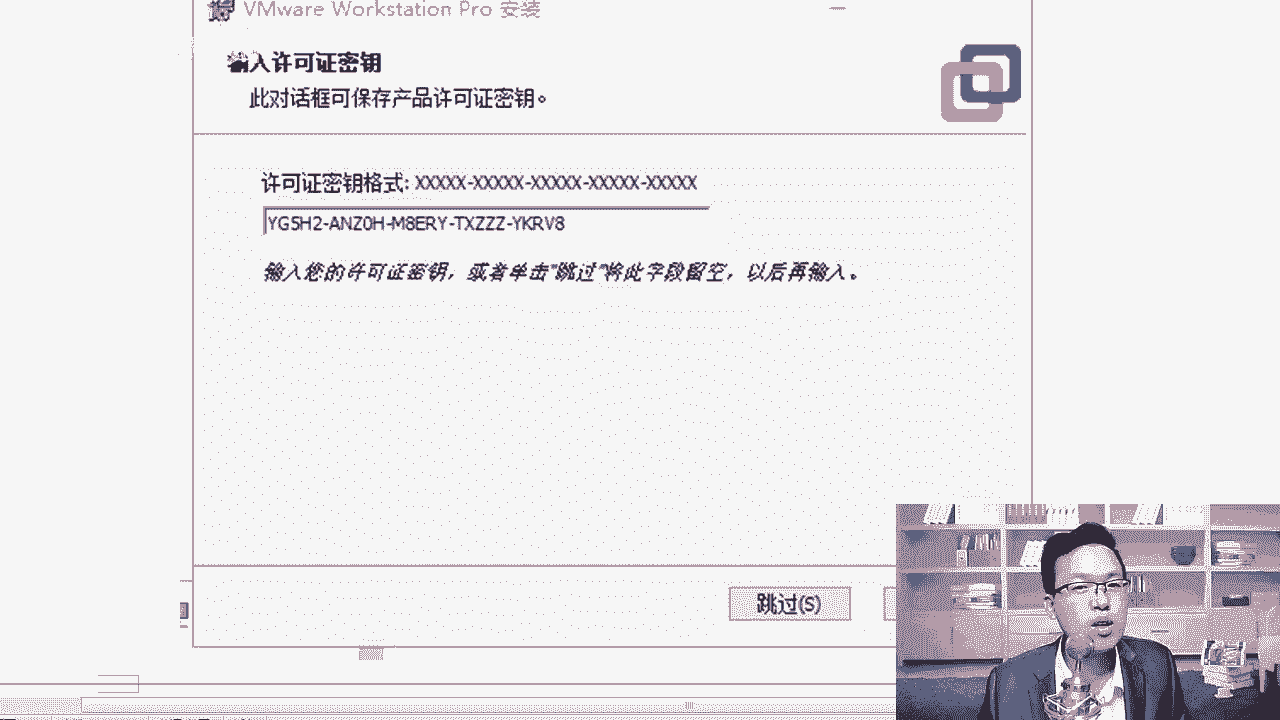 VMware Workstation Pro 安装
输入许可证密钥
此对话框可保存产品许可证密钥。
许可证密钥格式: XXXXX-XXXXX-XXXXX-XXXXX-XXXXX
YG5H2-ANZ0H-M8ERY-TXZZZ-YKRV8
输入您的许可证密钥，或者单击"跳过"将此字段留空，以后再输入。
跳过(S)